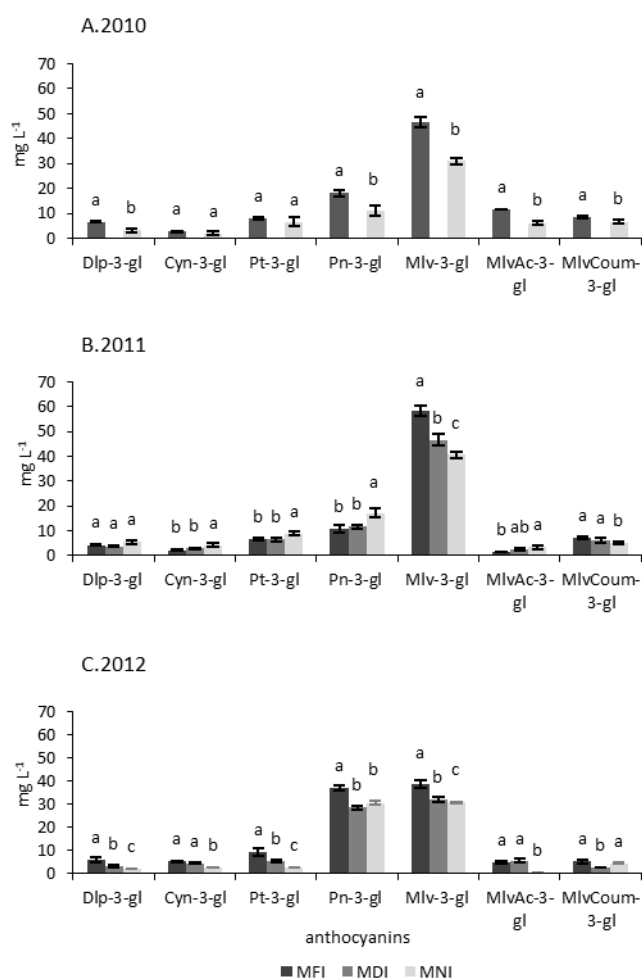 A.2010
mg L⁻¹
70
60
50
40
30
20
10
0
a b a a a a a b a b a b a b
Dlp-3-gl Cyn-3-gl Pt-3-gl Pn-3-gl Mlv-3-gl MlvAc-3-gl MlvCoum-3-gl
B.2011
mg L⁻¹
70
60
50
40
30
20
10
0
a a a b b a b b a b b a a b c b ab a a a b
Dlp-3-gl Cyn-3-gl Pt-3-gl Pn-3-gl Mlv-3-gl MlvAc-3-gl MlvCoum-3-gl
C.2012
mg L⁻¹
70
60
50
40
30
20
10
0
a b c a a b a b c a b b a b c a a b a b a
Dlp-3-gl Cyn-3-gl Pt-3-gl Pn-3-gl Mlv-3-gl MlvAc-3-gl MlvCoum-3-gl
anthocyanins
MFI MDI MNI